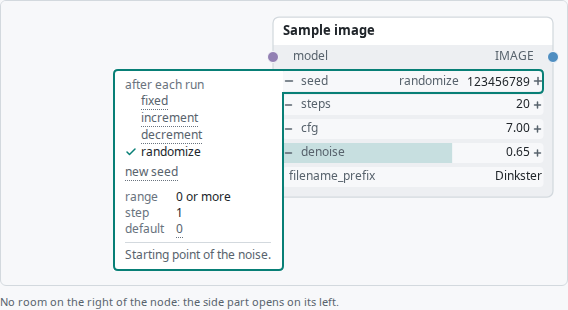 Sample image
model IMAGE
seed randomize 123456789
steps 20
cfg 7.00
denoise 0.65
filename_prefix Dinkster
after each run
fixed
increment
decrement
randomize
new seed
range 0 or more
step 1
default 0
Starting point of the noise.
No room on the right of the node: the side part opens on its left.